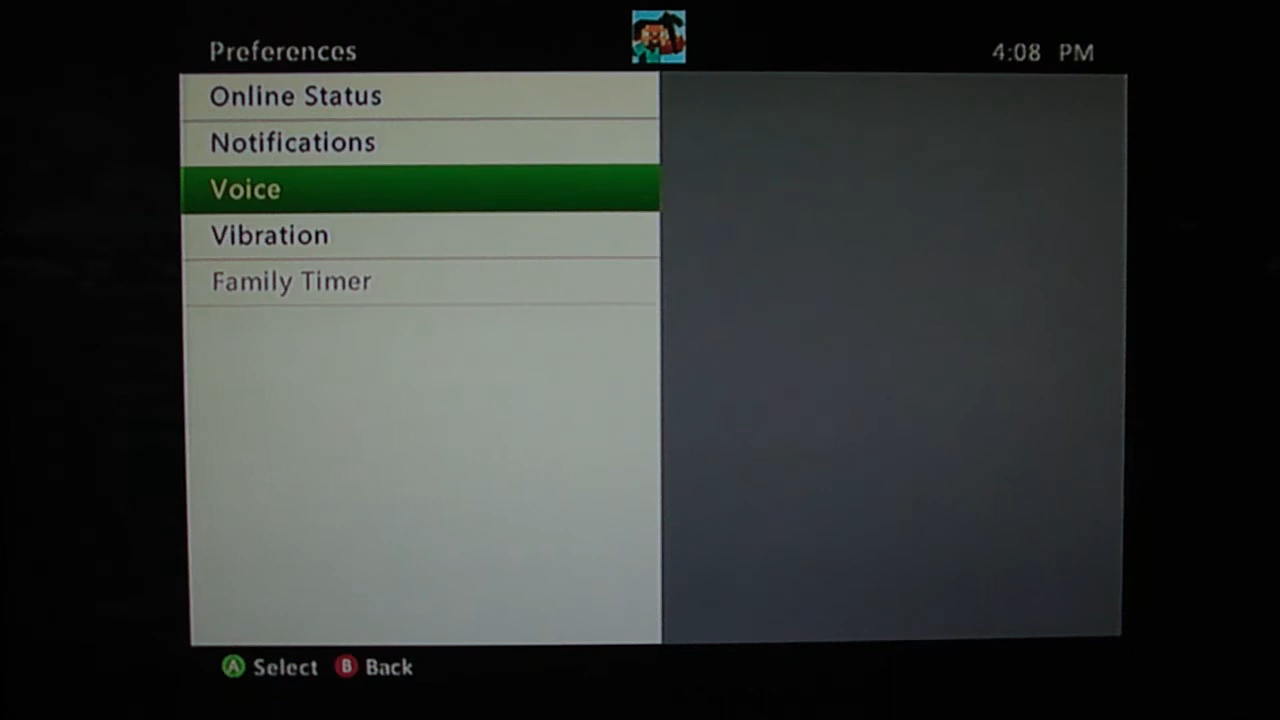 Preferences
4:08 PM
Online Status
Notifications
Voice
Vibration
Family Timer
A Select B Back